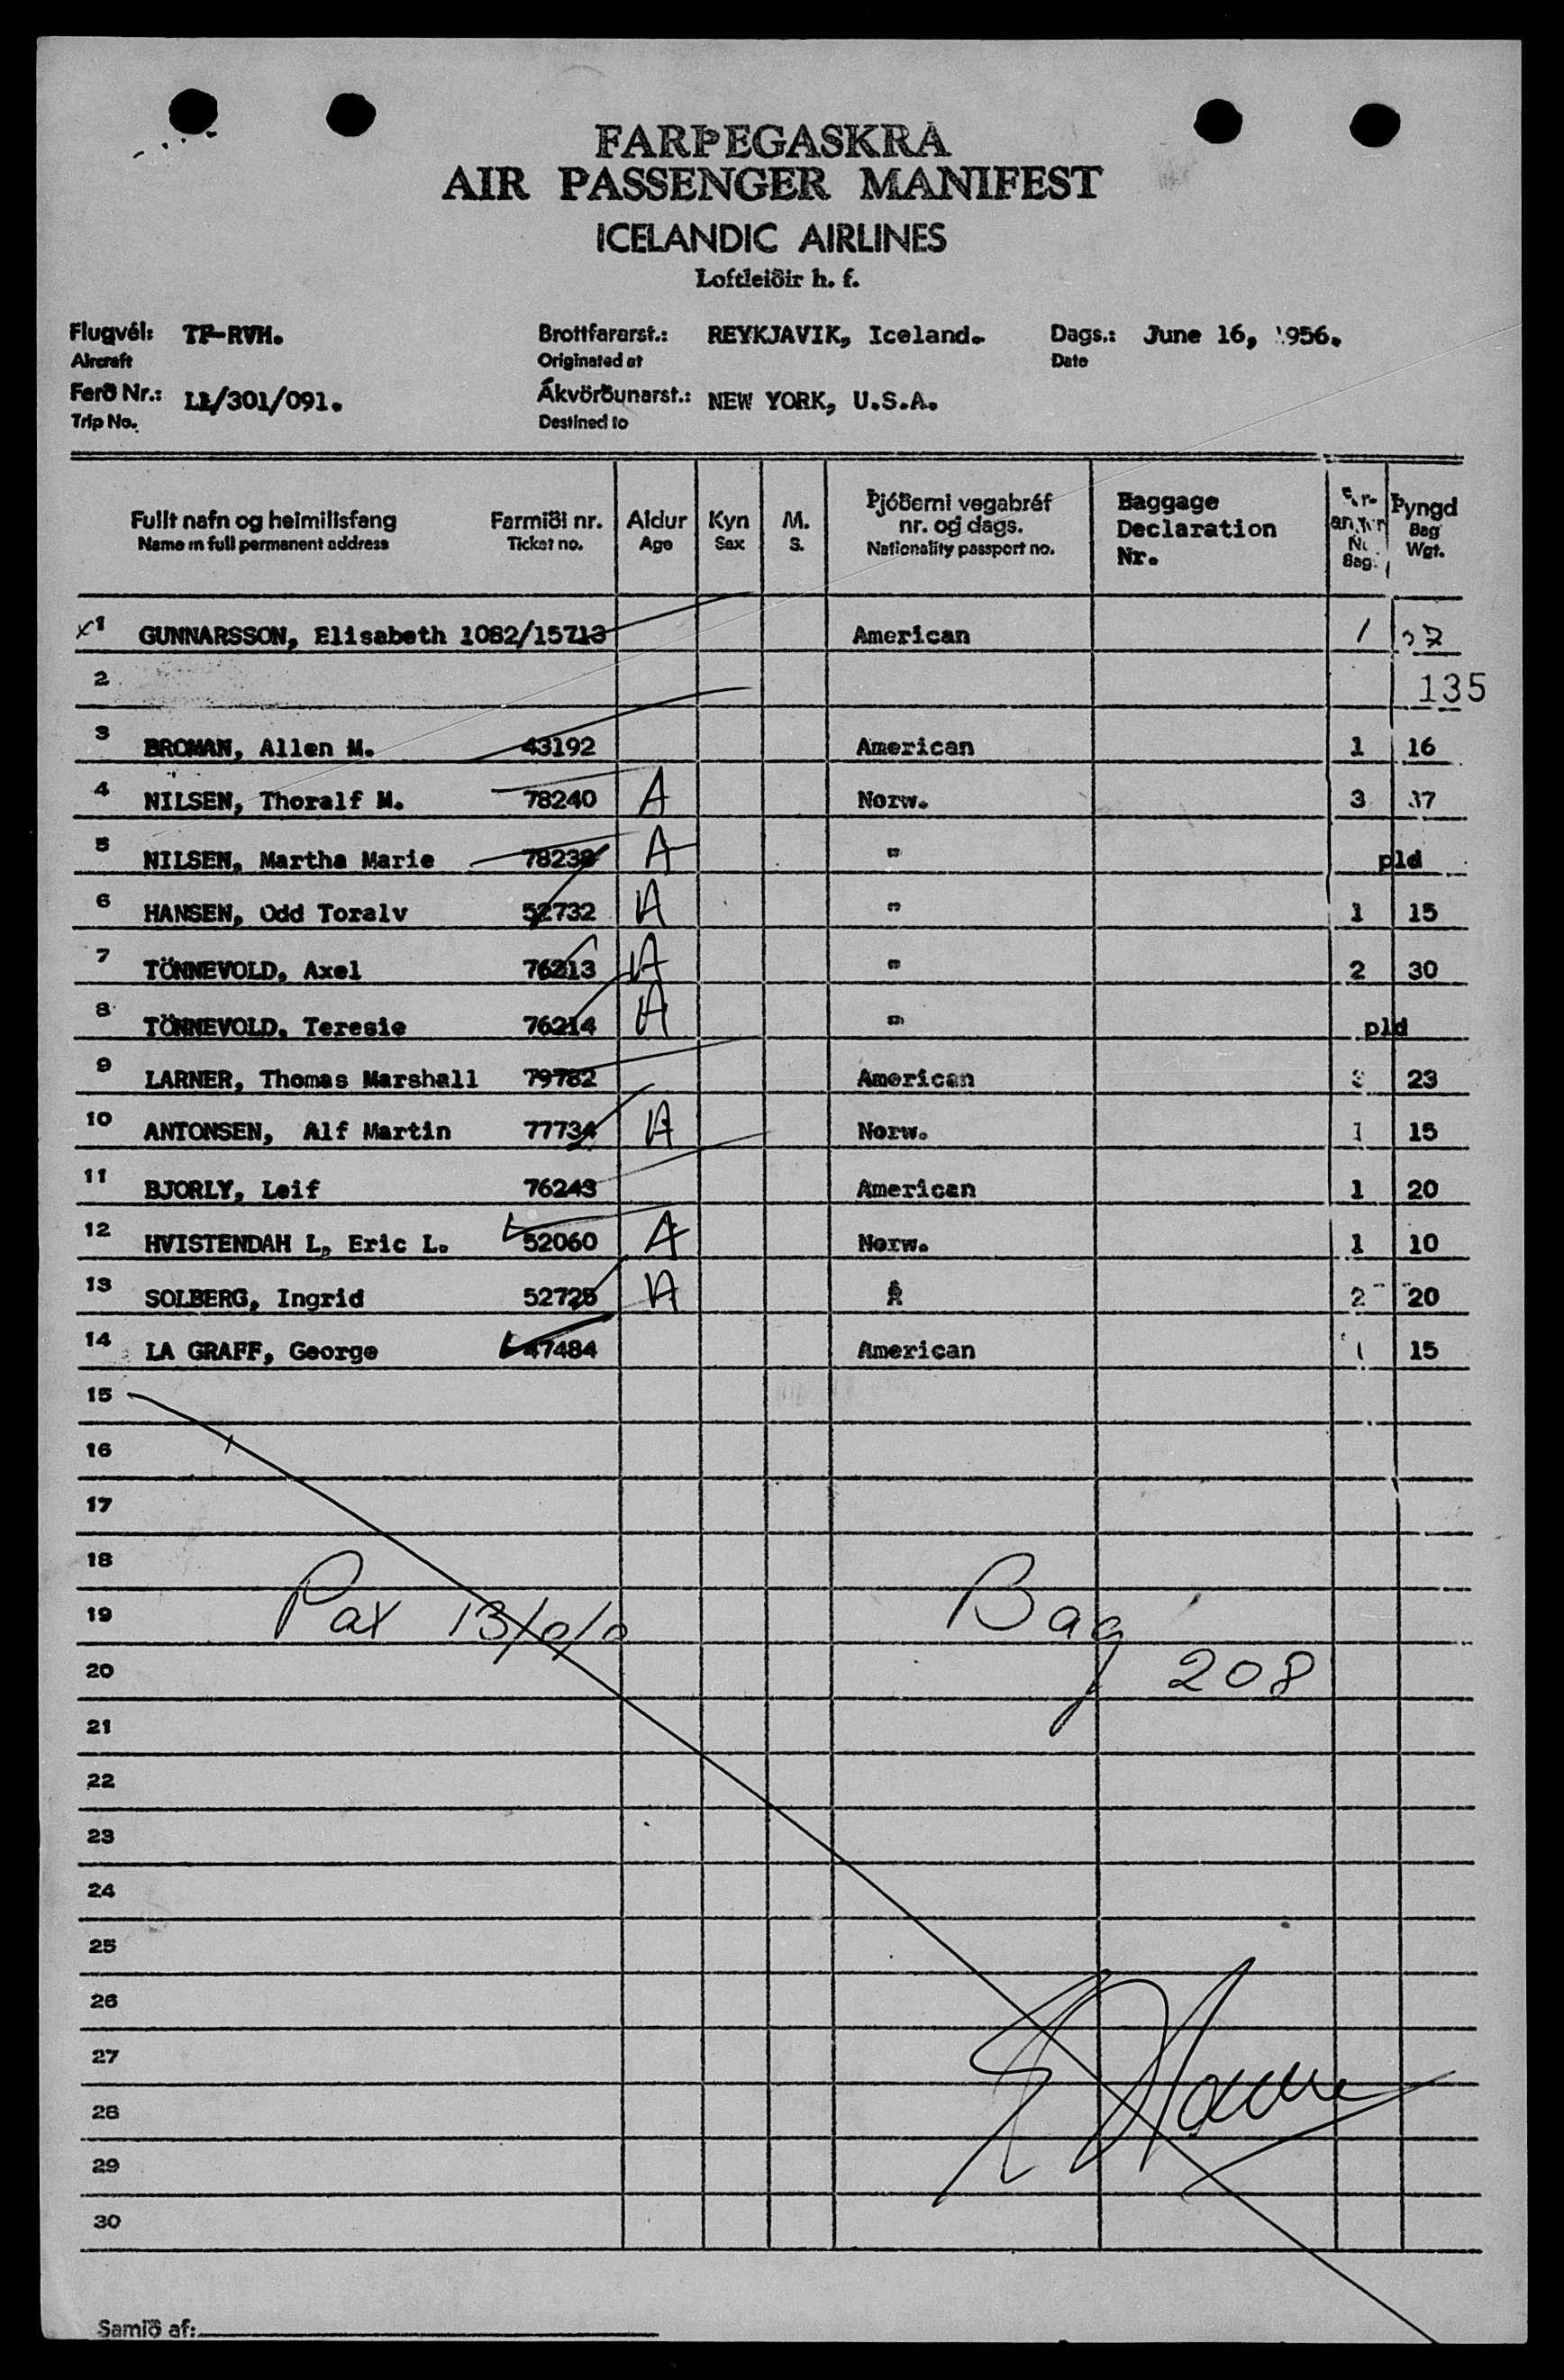 FARÞEGASKRÁ
AIR PASSENGER MANIFEST
ICELANDIC AIRLINES
Loftleiðir h. f.
Flugvél: TF-RVH. Brottfararst.: REYKJAVIK, Iceland. Dags.: June 16, 1956.
Aircraft Originated at Date
Ferð Nr.: LL/301/091. Ákvörðunarst.: NEW YORK, U.S.A.
Trip No. Destined to
Fullt nafn og heimilisfang Farmiði nr. Aldur Kyn M. Þjóðerni vegabréf nr. og dags. Baggage Declaration Nr. Þyngd
Name in full permanent address Ticket no. Age Sex S. Nationality passport no. Bag. Bag Wgt.
x1 GUNNARSSON, Elisabeth 1082/15713 American 1
2 135
3 BROMAN, Allen M. 43192 American 1 16
4 NILSEN, Thoralf M. 78240 A Norw. 3 37
5 NILSEN, Martha Marie 78239 A " pld
6 HANSEN, Odd Toralv 52732 A " 1 15
7 TÖNNEVOLD, Axel 76213 A " 2 30
8 TÖNNEVOLD, Teresie 76214 A " pld
9 LARNER, Thomas Marshall 79782 American 23
10 ANTONSEN, Alf Martin 77734 A Norw. 1 15
11 BJORLY, Leif 76243 American 1 20
12 HVISTENDAH L, Eric L. 52060 A Norw. 1 10
13 SOLBERG, Ingrid 52725 A 2 20
14 LA GRAFF, George 47484 American 1 15
15
16
17
18
19 Pax 13/0/0 Bag
20 208
21
22
23
24
25
26
27
28
29
30
Samið af: